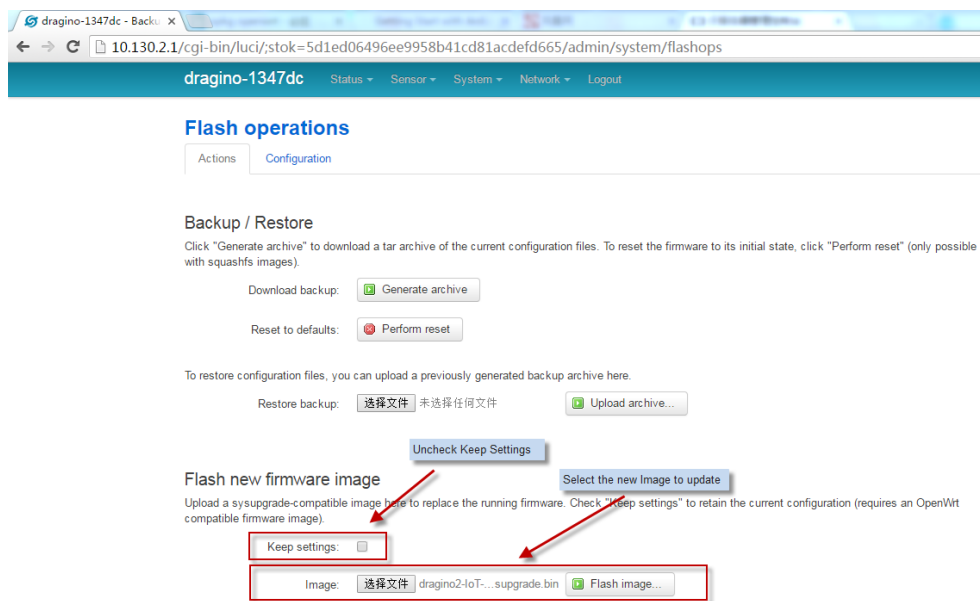 dragino-1347dc - Backu
10.130.2.1/cgi-bin/luci/;stok=5d1ed06496ee9958b41cd81acdefd665/admin/system/flashops
dragino-1347dc Status Sensor System Network Logout
Flash operations
Actions Configuration
Backup / Restore
Click "Generate archive" to download a tar archive of the current configuration files. To reset the firmware to its initial state, click "Perform reset" (only possible
with squashfs images).
Download backup: Generate archive
Reset to defaults: Perform reset
To restore configuration files, you can upload a previously generated backup archive here.
Restore backup: 选择文件 未选择任何文件 Upload archive...
Uncheck Keep Settings
Select the new Image to update
Flash new firmware image
Upload a sysupgrade-compatible image here to replace the running firmware. Check "Keep settings" to retain the current configuration (requires an OpenWrt
compatible firmware image).
Keep settings:
Image: 选择文件 dragino2-IoT-...supgrade.bin Flash image...